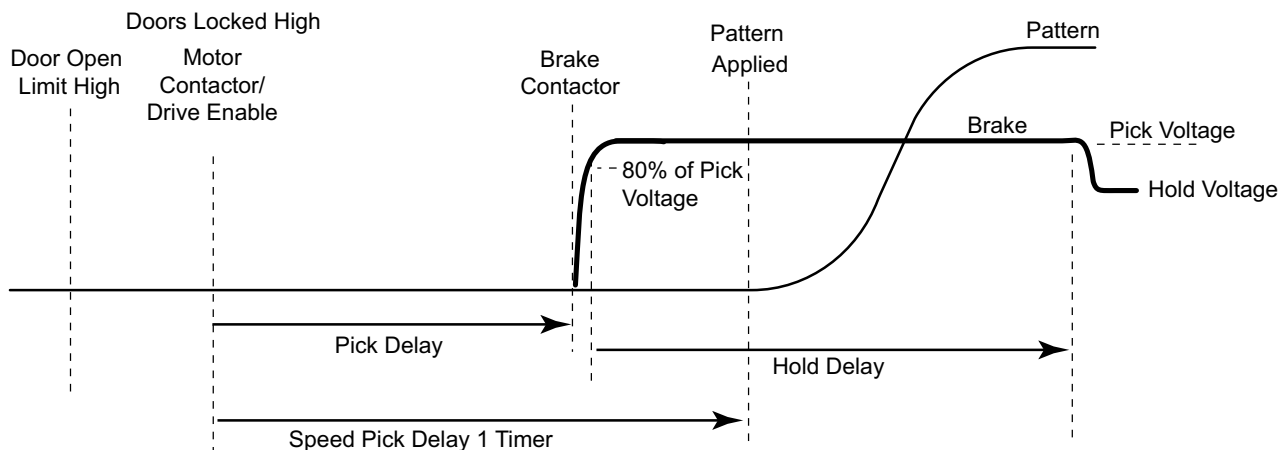 Doors Locked High
Door Open
Limit High
Motor
Contactor/
Drive Enable
Brake
Contactor
Pattern
Applied
Pattern
Brake
Pick Voltage
80% of Pick
Voltage
Hold Voltage
Pick Delay
Hold Delay
Speed Pick Delay 1 Timer